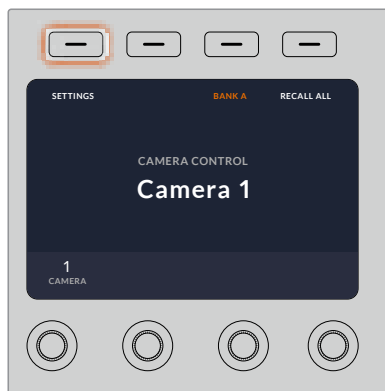 SETTINGS BANK A RECALL ALL
CAMERA CONTROL
Camera 1
1
CAMERA